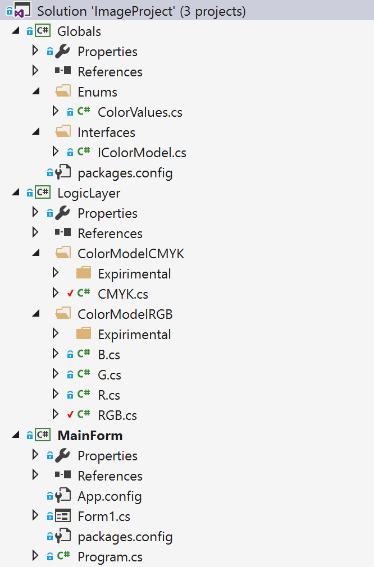 Solution 'ImageProject' (3 projects)
C# Globals
Properties
References
Enums
C# ColorValues.cs
Interfaces
C# IColorModel.cs
packages.config
C# LogicLayer
Properties
References
ColorModelCMYK
Expirimental
C# CMYK.cs
ColorModelRGB
Expirimental
C# B.cs
C# G.cs
C# R.cs
C# RGB.cs
C# MainForm
Properties
References
App.config
Form1.cs
packages.config
C# Program.cs